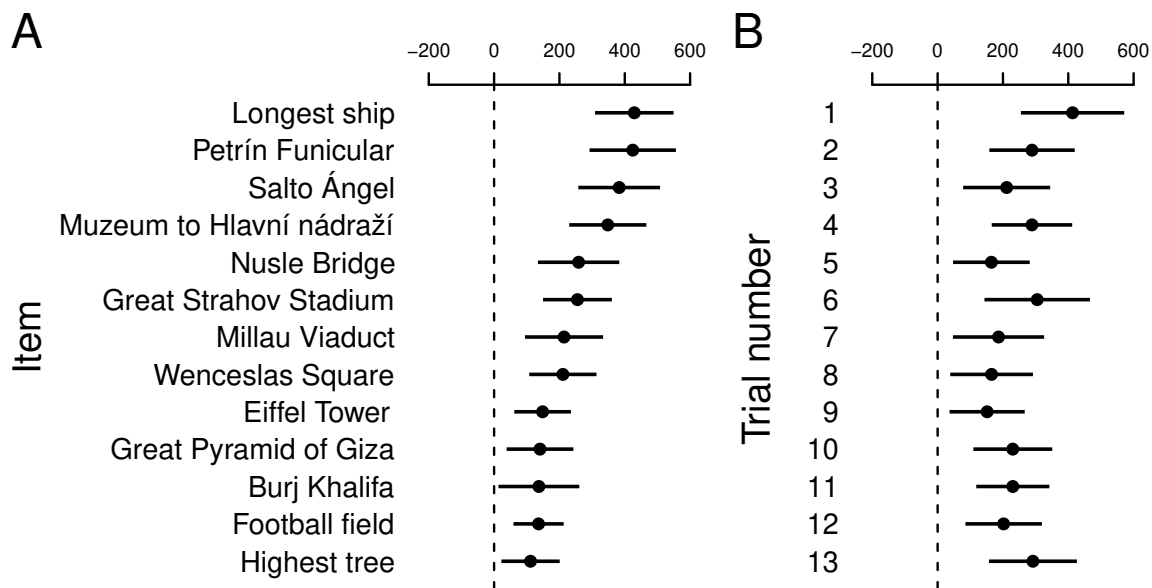 A
−200 0 200 400 600
Item
Longest ship
Petrín Funicular
Salto Ángel
Muzeum to Hlavní nádraží
Nusle Bridge
Great Strahov Stadium
Millau Viaduct
Wenceslas Square
Eiffel Tower
Great Pyramid of Giza
Burj Khalifa
Football field
Highest tree
B
−200 0 200 400 600
Trial number
1
2
3
4
5
6
7
8
9
10
11
12
13